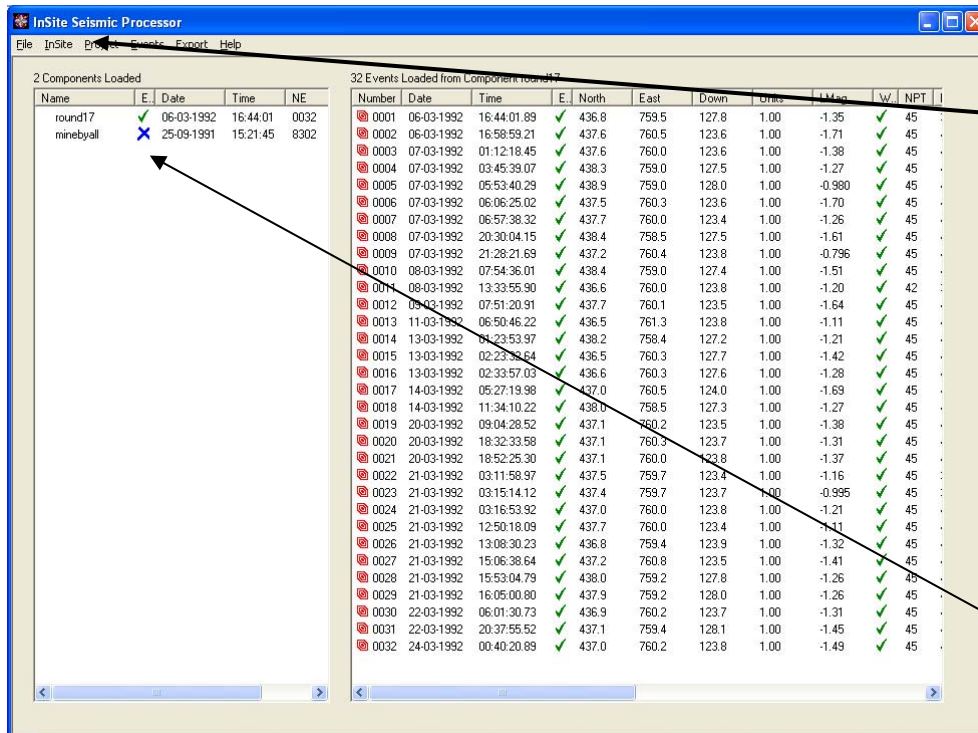 InSite Seismic Processor
File InSite Project Events Export Help
2 Components Loaded
Name E.. Date Time NE
round17 06-03-1992 16:44:01 0032
minebyall 25-09-1991 15:21:45 8302
32 Events Loaded from Component round17
Number Date Time E.. North East Down Units I.Mag W.. NPT
0001 06-03-1992 16:44:01.89 436.8 759.5 127.8 1.00 -1.35 45
0002 06-03-1992 16:58:59.21 437.6 760.5 123.6 1.00 -1.71 45
0003 07-03-1992 01:12:18.45 437.6 760.0 123.6 1.00 -1.38 45
0004 07-03-1992 03:45:39.07 438.3 759.0 127.5 1.00 -1.27 45
0005 07-03-1992 05:53:40.29 438.9 759.0 128.0 1.00 -0.980 45
0006 07-03-1992 06:06:25.02 437.5 760.3 123.6 1.00 -1.70 45
0007 07-03-1992 06:57:38.32 437.7 760.0 123.4 1.00 -1.26 45
0008 07-03-1992 20:30:04.15 438.4 758.5 127.5 1.00 -1.61 45
0009 07-03-1992 21:28:21.69 437.2 760.4 123.8 1.00 -0.796 45
0010 08-03-1992 07:54:36.01 438.4 759.0 127.4 1.00 -1.51 45
0011 08-03-1992 13:33:55.90 436.6 760.0 123.8 1.00 -1.20 42
0012 09-03-1992 07:51:20.91 437.7 760.1 123.5 1.00 -1.64 45
0013 11-03-1992 06:50:46.22 436.5 761.3 123.8 1.00 -1.11 45
0014 13-03-1992 01:23:53.97 438.2 758.4 127.2 1.00 -1.21 45
0015 13-03-1992 02:23:32.64 436.5 760.3 127.7 1.00 -1.42 45
0016 13-03-1992 02:33:57.03 436.6 760.3 127.6 1.00 -1.28 45
0017 14-03-1992 05:27:19.98 437.0 760.5 124.0 1.00 -1.69 45
0018 14-03-1992 11:34:10.22 438.0 758.5 127.3 1.00 -1.27 45
0019 20-03-1992 09:04:28.52 437.1 760.2 123.5 1.00 -1.38 45
0020 20-03-1992 18:32:33.58 437.1 760.3 123.7 1.00 -1.31 45
0021 20-03-1992 18:52:25.30 437.1 760.0 123.8 1.00 -1.37 45
0022 21-03-1992 03:11:58.97 437.5 759.7 123.4 1.00 -1.16 45
0023 21-03-1992 03:15:14.12 437.4 759.7 123.7 1.00 -0.995 45
0024 21-03-1992 03:16:53.92 437.0 760.0 123.8 1.00 -1.21 45
0025 21-03-1992 12:50:18.09 437.7 760.0 123.4 1.00 -1.11 45
0026 21-03-1992 13:08:30.23 436.8 759.4 123.9 1.00 -1.32 45
0027 21-03-1992 15:06:38.64 437.2 760.8 123.5 1.00 -1.41 45
0028 21-03-1992 15:53:04.79 438.0 759.2 127.8 1.00 -1.26 45
0029 21-03-1992 16:05:00.80 437.9 759.2 128.0 1.00 -1.26 45
0030 22-03-1992 06:01:30.73 436.9 760.2 123.7 1.00 -1.31 45
0031 22-03-1992 20:37:55.52 437.1 759.4 128.1 1.00 -1.45 45
0032 24-03-1992 00:40:20.89 437.0 760.2 123.8 1.00 -1.49 45